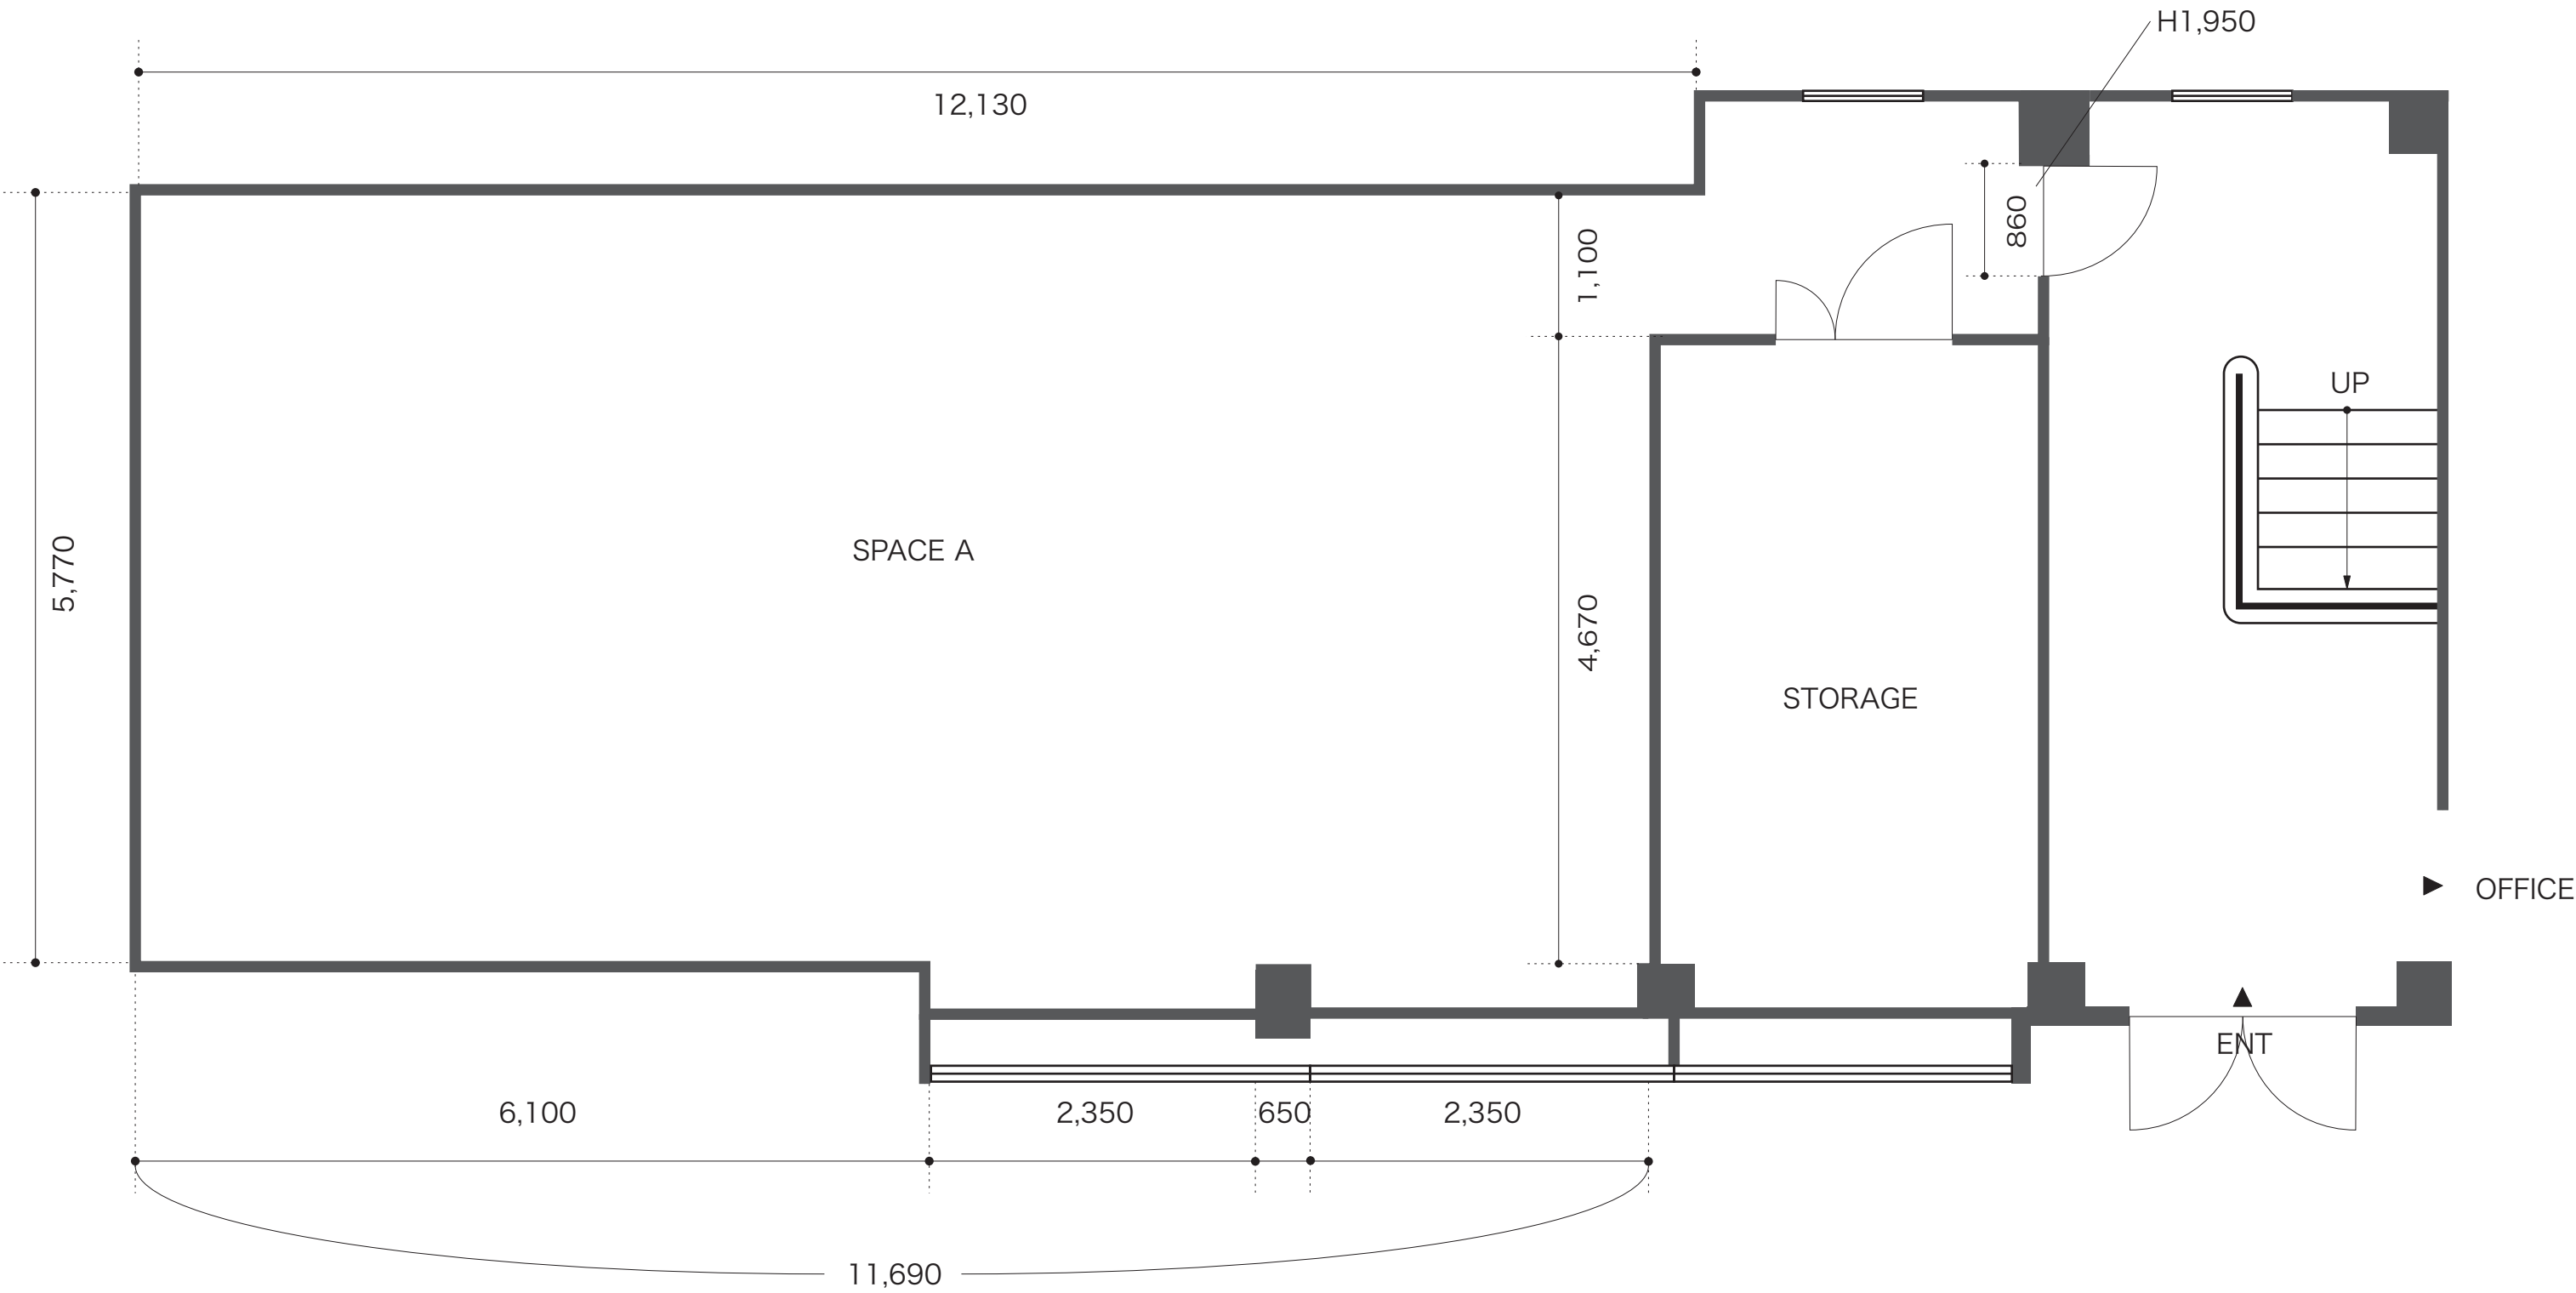 H1,950
12,130
860
1,100
UP
SPACE A
5,770
4,670
STORAGE
OFFICE
ENT
6,100
2,350
650
2,350
11,690